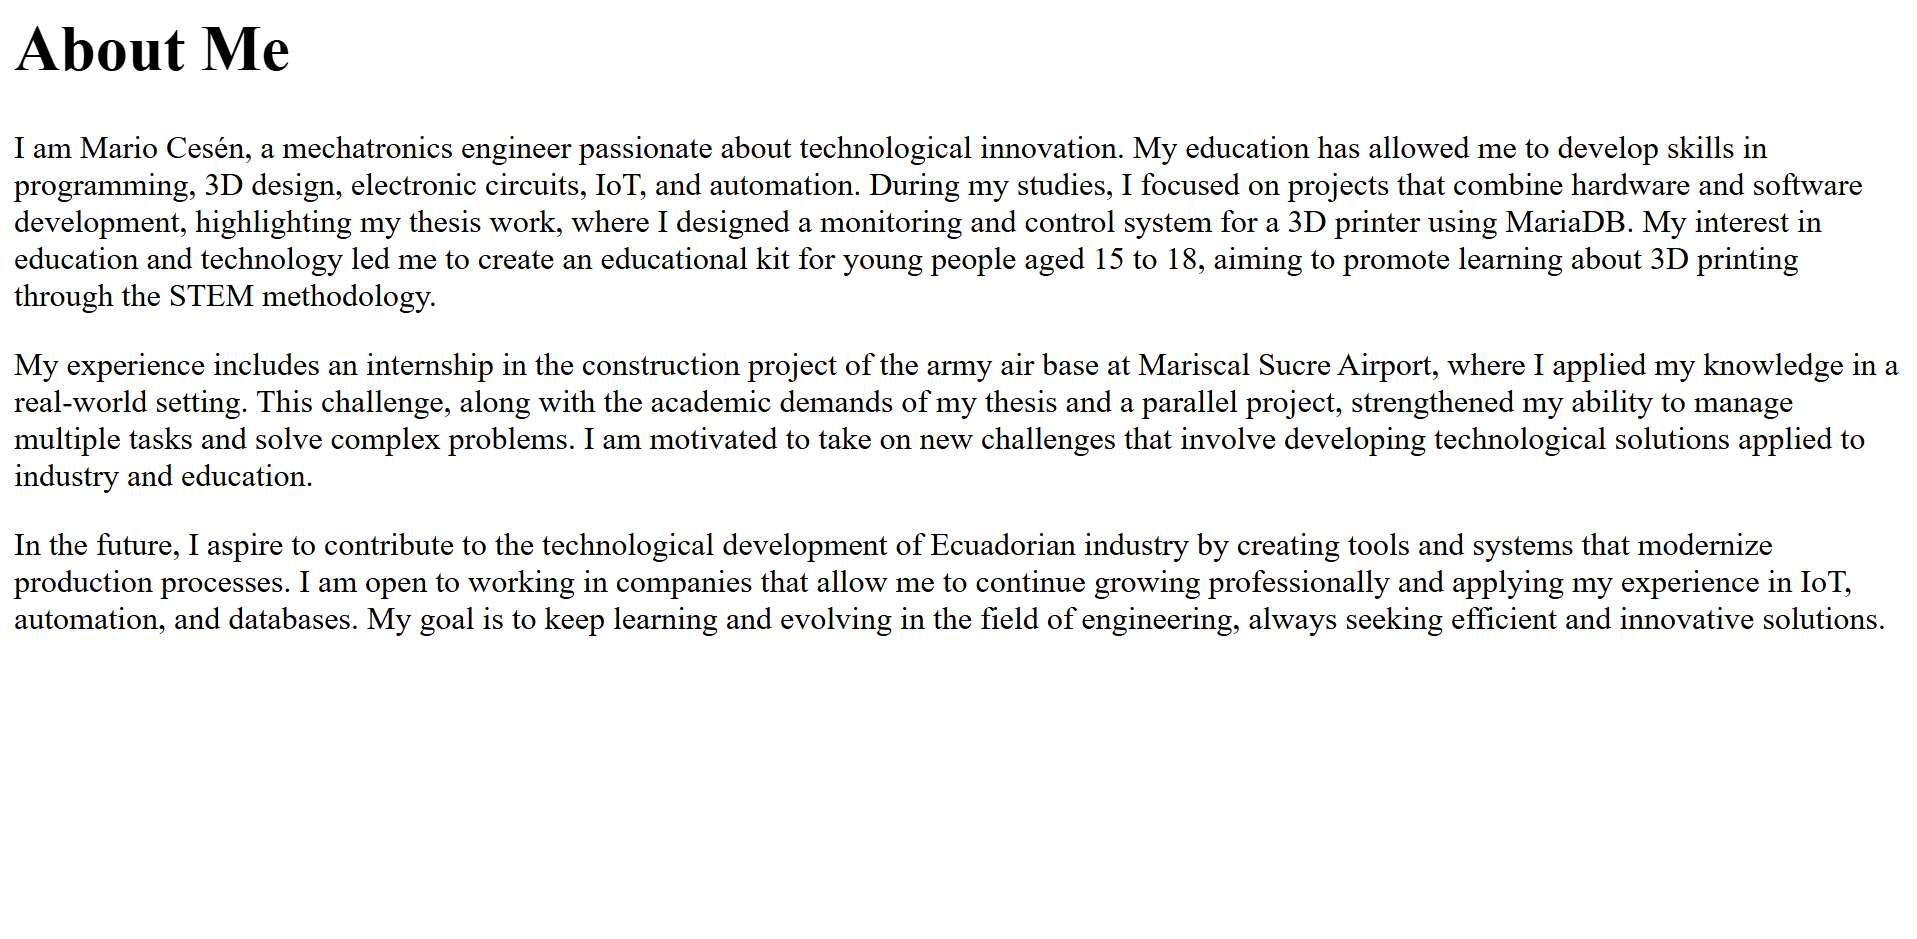 About Me
I am Mario Cesén, a mechatronics engineer passionate about technological innovation. My education has allowed me to develop skills in
programming, 3D design, electronic circuits, IoT, and automation. During my studies, I focused on projects that combine hardware and software
development, highlighting my thesis work, where I designed a monitoring and control system for a 3D printer using MariaDB. My interest in
education and technology led me to create an educational kit for young people aged 15 to 18, aiming to promote learning about 3D printing
through the STEM methodology.
My experience includes an internship in the construction project of the army air base at Mariscal Sucre Airport, where I applied my knowledge in a
real-world setting. This challenge, along with the academic demands of my thesis and a parallel project, strengthened my ability to manage
multiple tasks and solve complex problems. I am motivated to take on new challenges that involve developing technological solutions applied to
industry and education.
In the future, I aspire to contribute to the technological development of Ecuadorian industry by creating tools and systems that modernize
production processes. I am open to working in companies that allow me to continue growing professionally and applying my experience in IoT,
automation, and databases. My goal is to keep learning and evolving in the field of engineering, always seeking efficient and innovative solutions.